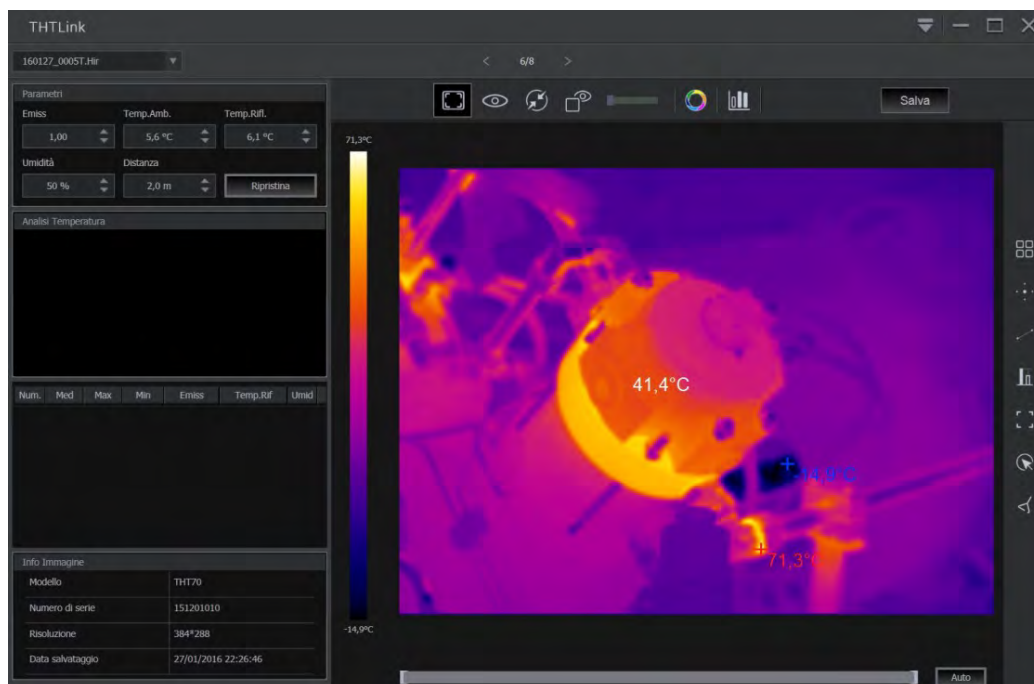 THTLink
160127_0005T.Hir
6/8
Parametri
Emiss Temp.Amb. Temp.Rifl.
1,00 5,6 °C 6,1 °C
Umidità Distanza
50 % 2,0 m Ripristina
Analisi Temperatura
Num. Med Max Min Emiss Temp.Rif Umid
Info Immagine
Modello THT70
Numero di serie 151201010
Risoluzione 384*288
Data salvataggio 27/01/2016 22:26:46
Salva
71,3°C
41,4°C
-14,9°C
71,3°C
-14,9°C
Auto